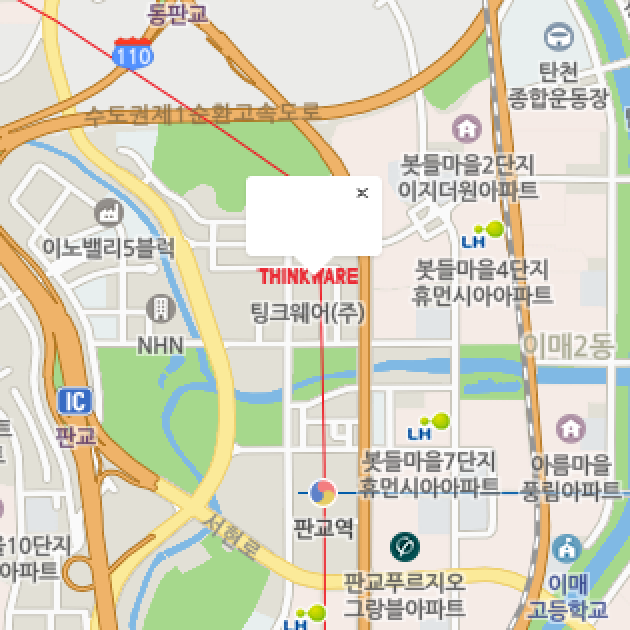 동판교
110
수도권제1순환고속도로
탄천
종합운동장
봇들마을2단지
이지더원아파트
×
이노밸리5블럭
LH
THINKWARE
봇들마을4단지
휴먼시아아파트
팅크웨어(주)
NHN
이매2동
IC
판교
LH
봇들마을7단지
휴먼시아아파트
아름마을
풍림아파트
서현로
판교역
을10단지
아파트
판교푸르지오
그랑블아파트
이매
고등학교
LH